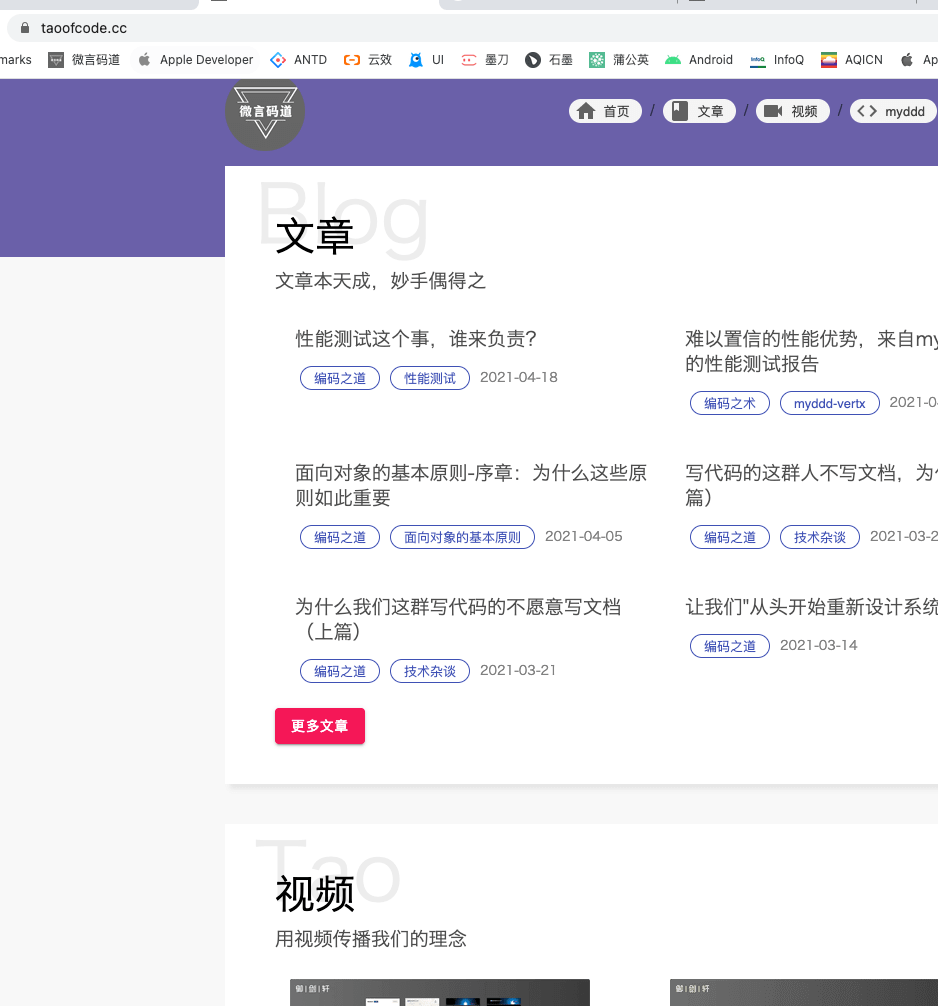 taoofcode.cc
marks 微言码道 Apple Developer ANTD 云效 UI 墨刀 石墨 蒲公英 Android InfoQ AQICN Ap
微言码道
首页 / 文章 / 视频 / myddd
Blog
文章
文章本天成，妙手偶得之
性能测试这个事，谁来负责？
编码之道 性能测试 2021-04-18
难以置信的性能优势，来自my
的性能测试报告
编码之术 myddd-vertx 2021-0
面向对象的基本原则-序章：为什么这些原
则如此重要
编码之道 面向对象的基本原则 2021-04-05
写代码的这群人不写文档，为
篇）
编码之道 技术杂谈 2021-03-2
为什么我们这群写代码的不愿意写文档
（上篇）
编码之道 技术杂谈 2021-03-21
让我们"从头开始重新设计系统
编码之道 2021-03-14
更多文章
Tao
视频
用视频传播我们的理念
御|剑|轩
御|剑|轩